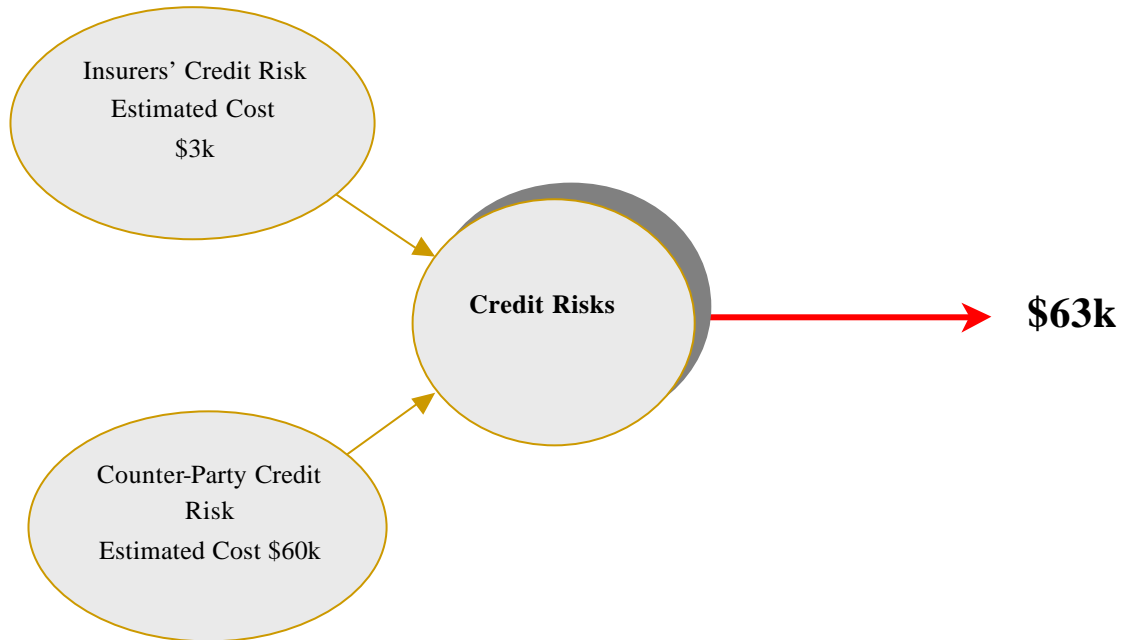 Insurers’ Credit Risk
Estimated Cost
$3k
Credit Risks
$63k
Counter-Party Credit
Risk
Estimated Cost $60k